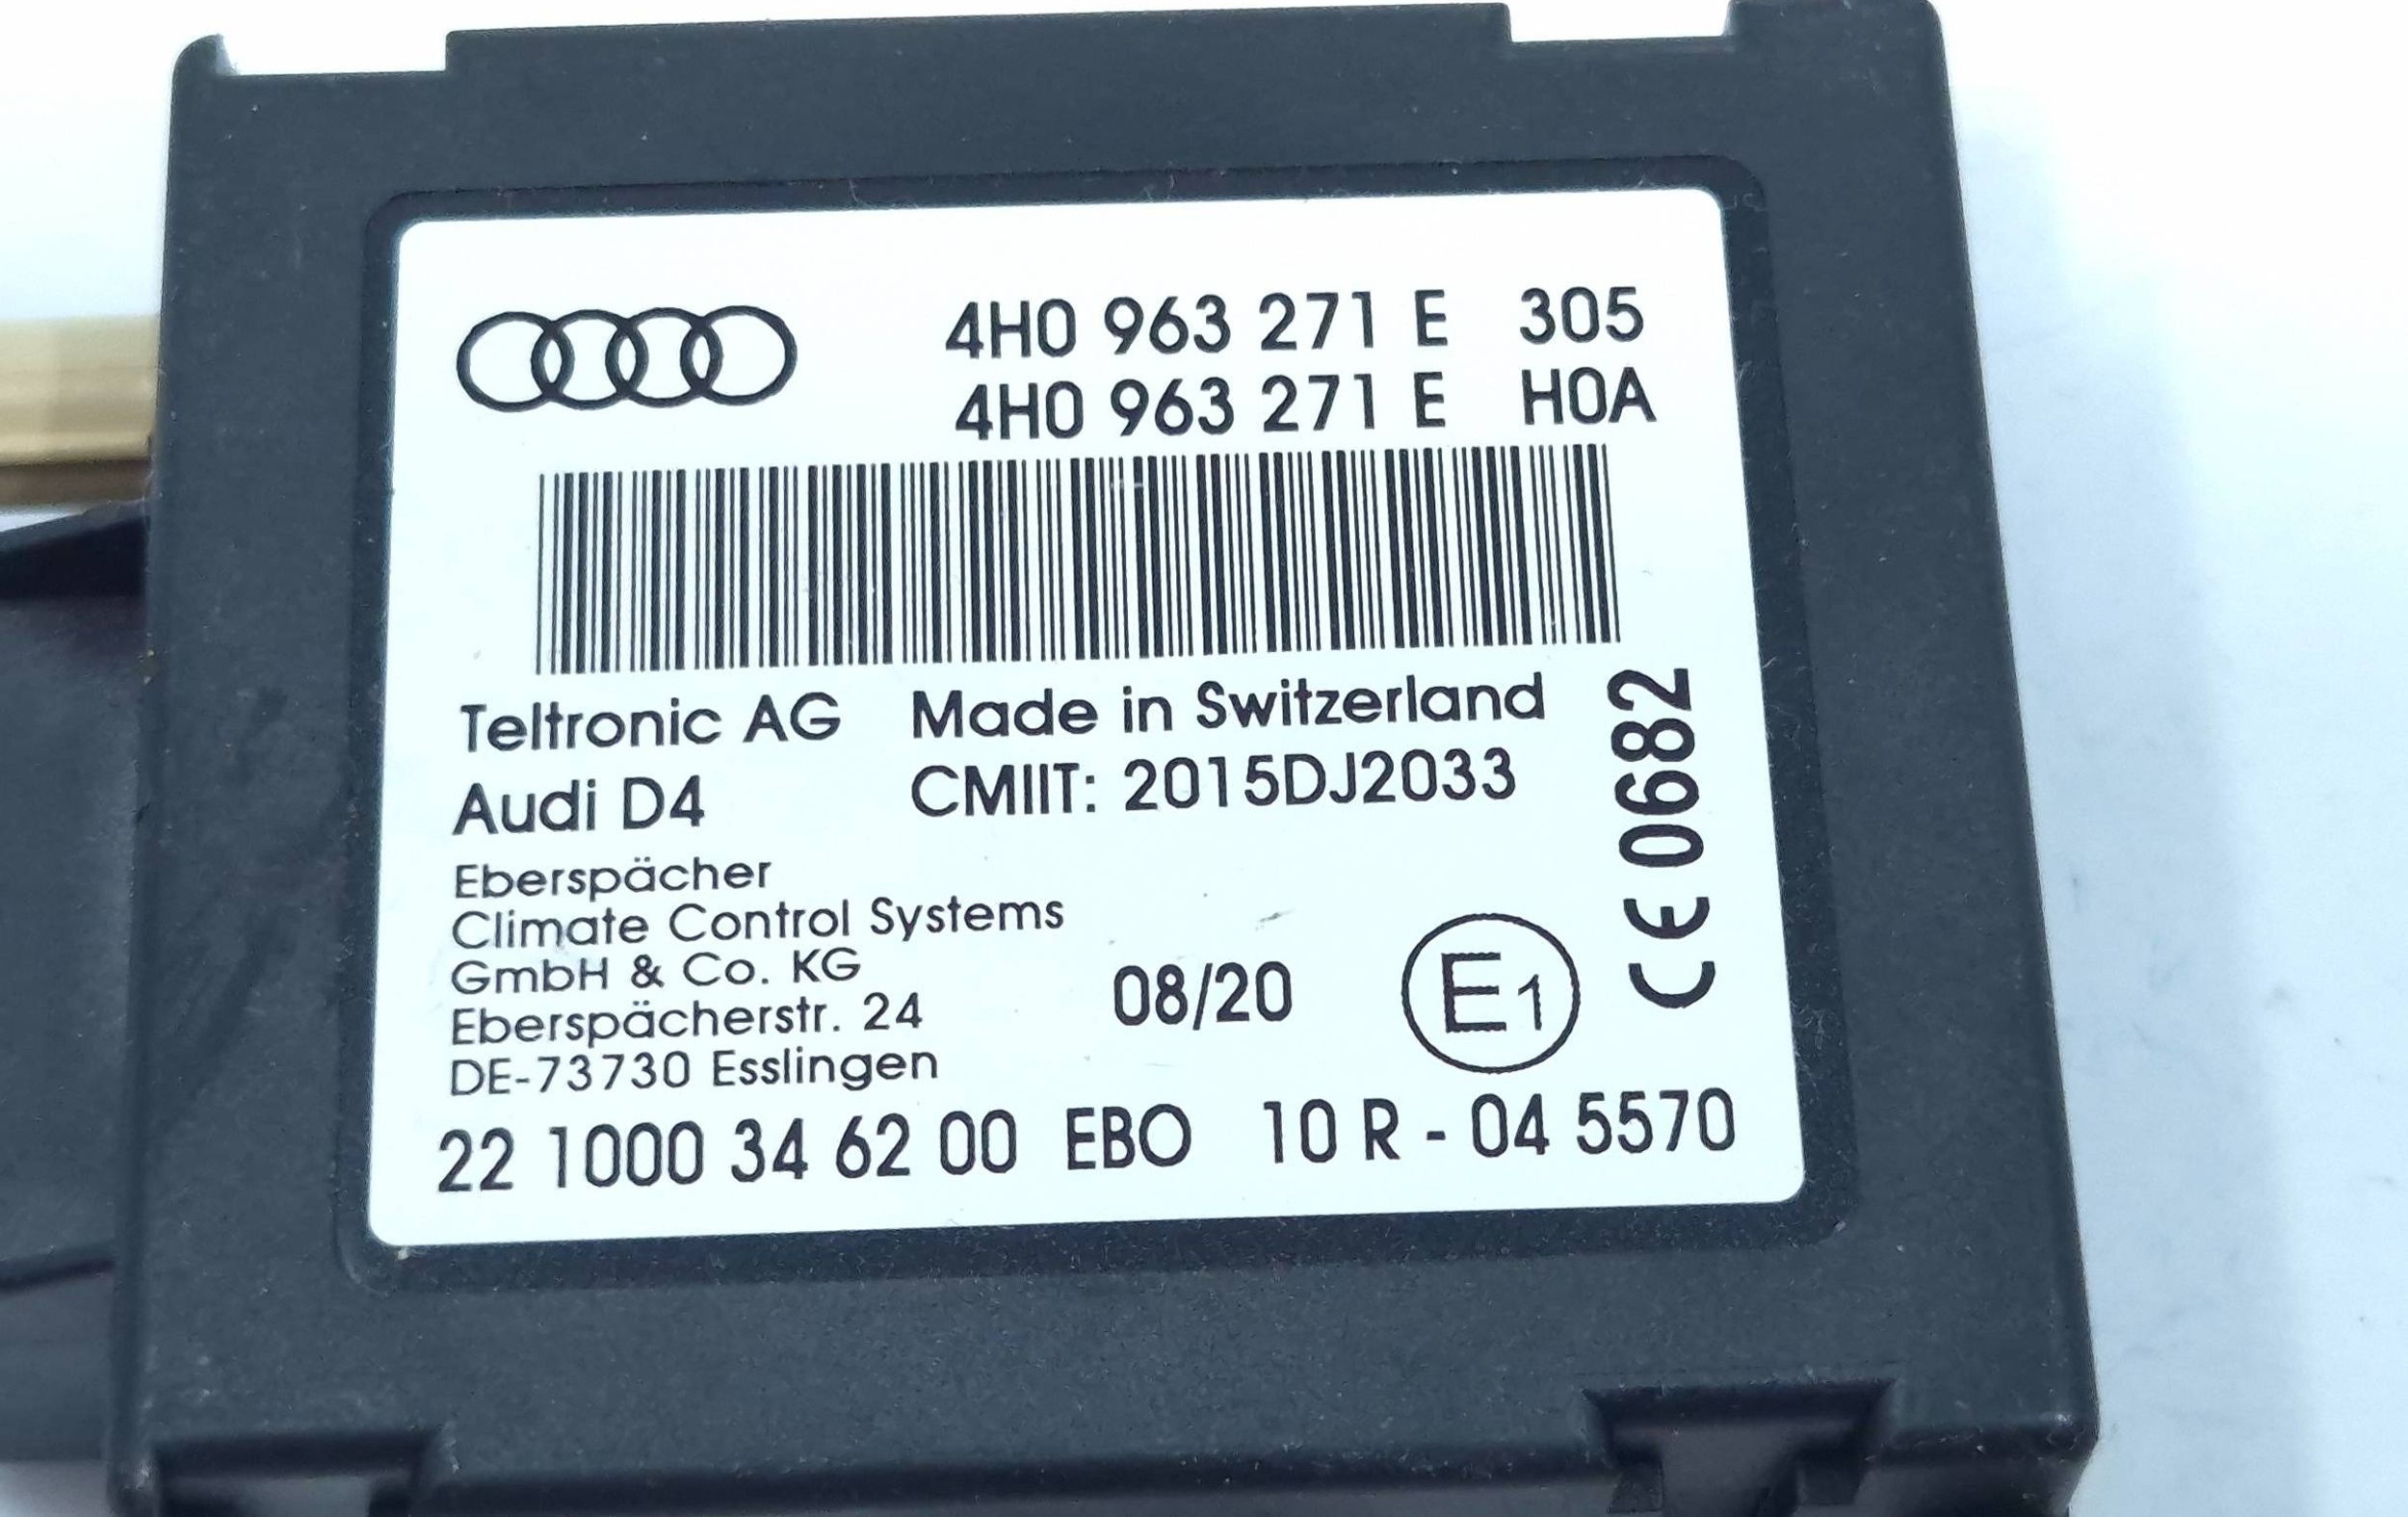 4H0 963 271 E 305
4H0 963 271 E H0A
Teltronic AG Made in Switzerland
Audi D4 CMIIT: 2015DJ2033
CE 0682
Eberspächer
Climate Control Systems
GmbH & Co. KG
Eberspächerstr. 24
DE-73730 Esslingen
08/20
E1
22 1000 34 62 00 EBO 10 R - 04 5570